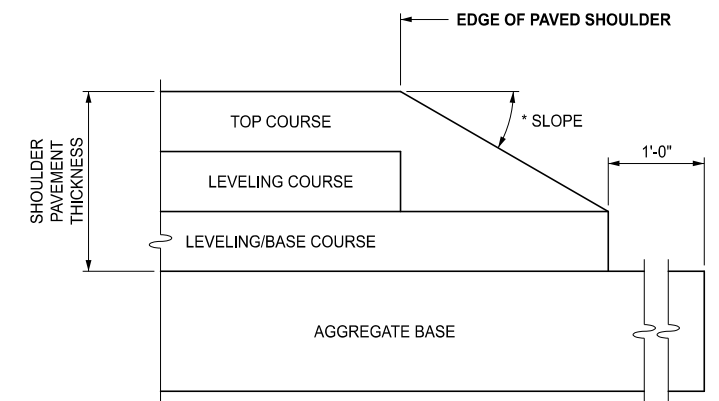 EDGE OF PAVED SHOULDER
TOP COURSE
* SLOPE
1'-0"
SHOULDER
PAVEMENT
THICKNESS
LEVELING COURSE
LEVELING/BASE COURSE
AGGREGATE BASE